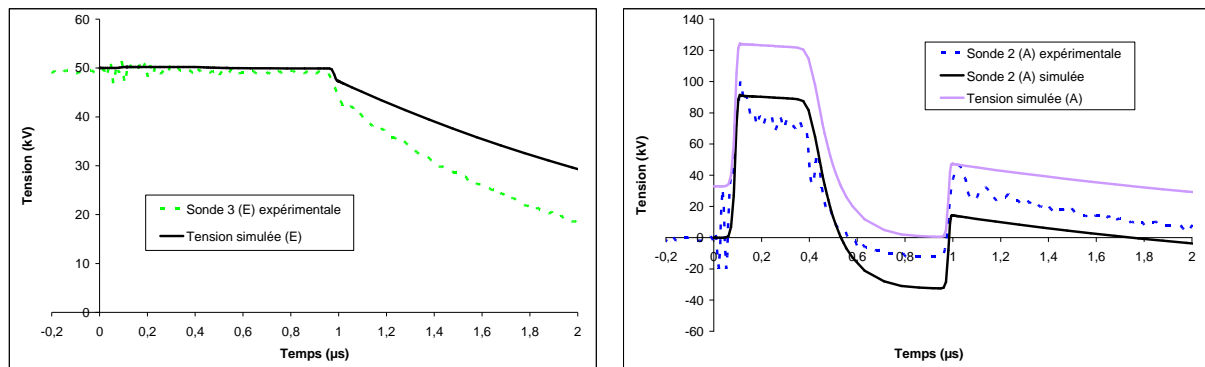 60
50
40
30
20
10
0
-0,2 0 0,2 0,4 0,6 0,8 1 1,2 1,4 1,6 1,8 2
Tension (kV)
Temps (µs)
Sonde 3 (E) expérimentale
Tension simulée (E)
140
120
100
80
60
40
20
0
-20
-40
-60
-0,2 0 0,2 0,4 0,6 0,8 1 1,2 1,4 1,6 1,8 2
Tension (kV)
Temps (µs)
Sonde 2 (A) expérimentale
Sonde 2 (A) simulée
Tension simulée (A)